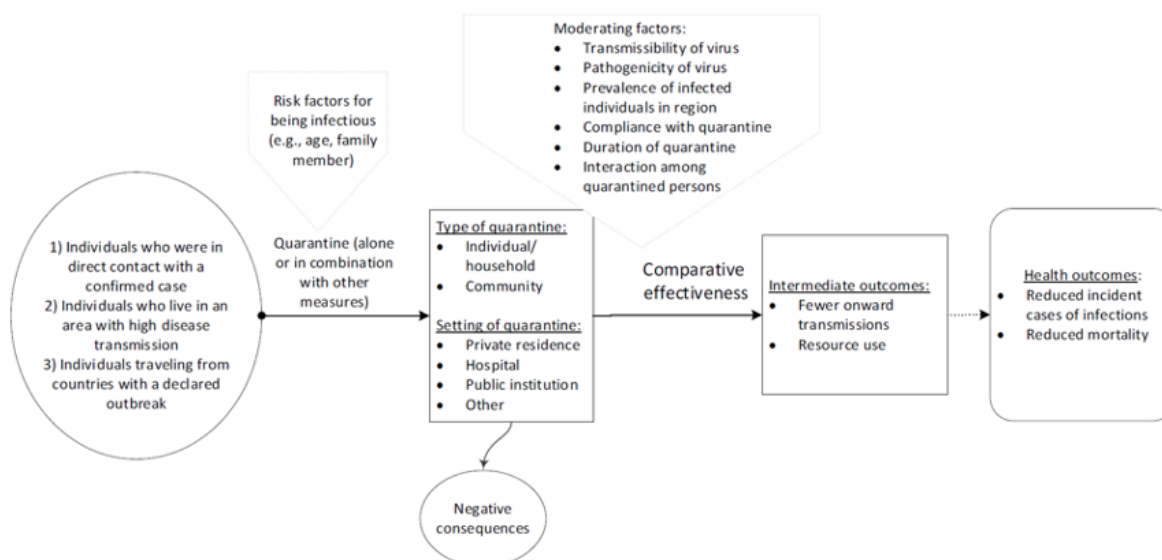 Moderating factors:
• Transmissibility of virus
• Pathogenicity of virus
• Prevalence of infected
individuals in region
• Compliance with quarantine
• Duration of quarantine
• Interaction among
quarantined persons
Risk factors for
being infectious
(e.g., age, family
member)
1) Individuals who were in
direct contact with a
confirmed case
2) Individuals who live in an
area with high disease
transmission
3) Individuals traveling from
countries with a declared
outbreak
Quarantine (alone
or in combination
with other
measures)
Type of quarantine:
• Individual/
household
• Community
Setting of quarantine:
• Private residence
• Hospital
• Public institution
• Other
Comparative
effectiveness
Intermediate outcomes:
• Fewer onward
transmissions
• Resource use
Health outcomes:
• Reduced incident
cases of infections
• Reduced mortality
Negative
consequences